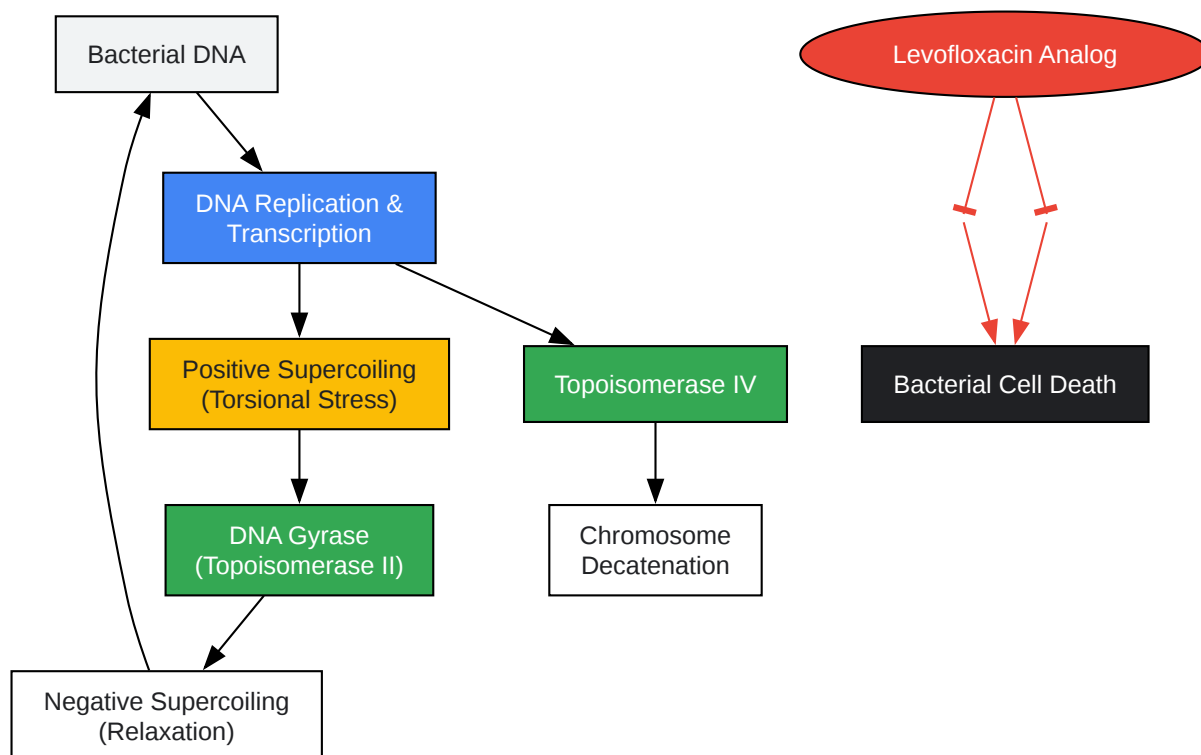 Bacterial DNA
Levofloxacin Analog
DNA Replication &
Transcription
Positive Supercoiling
(Torsional Stress)
Topoisomerase IV
Bacterial Cell Death
DNA Gyrase
(Topoisomerase II)
Chromosome
Decatenation
Negative Supercoiling
(Relaxation)